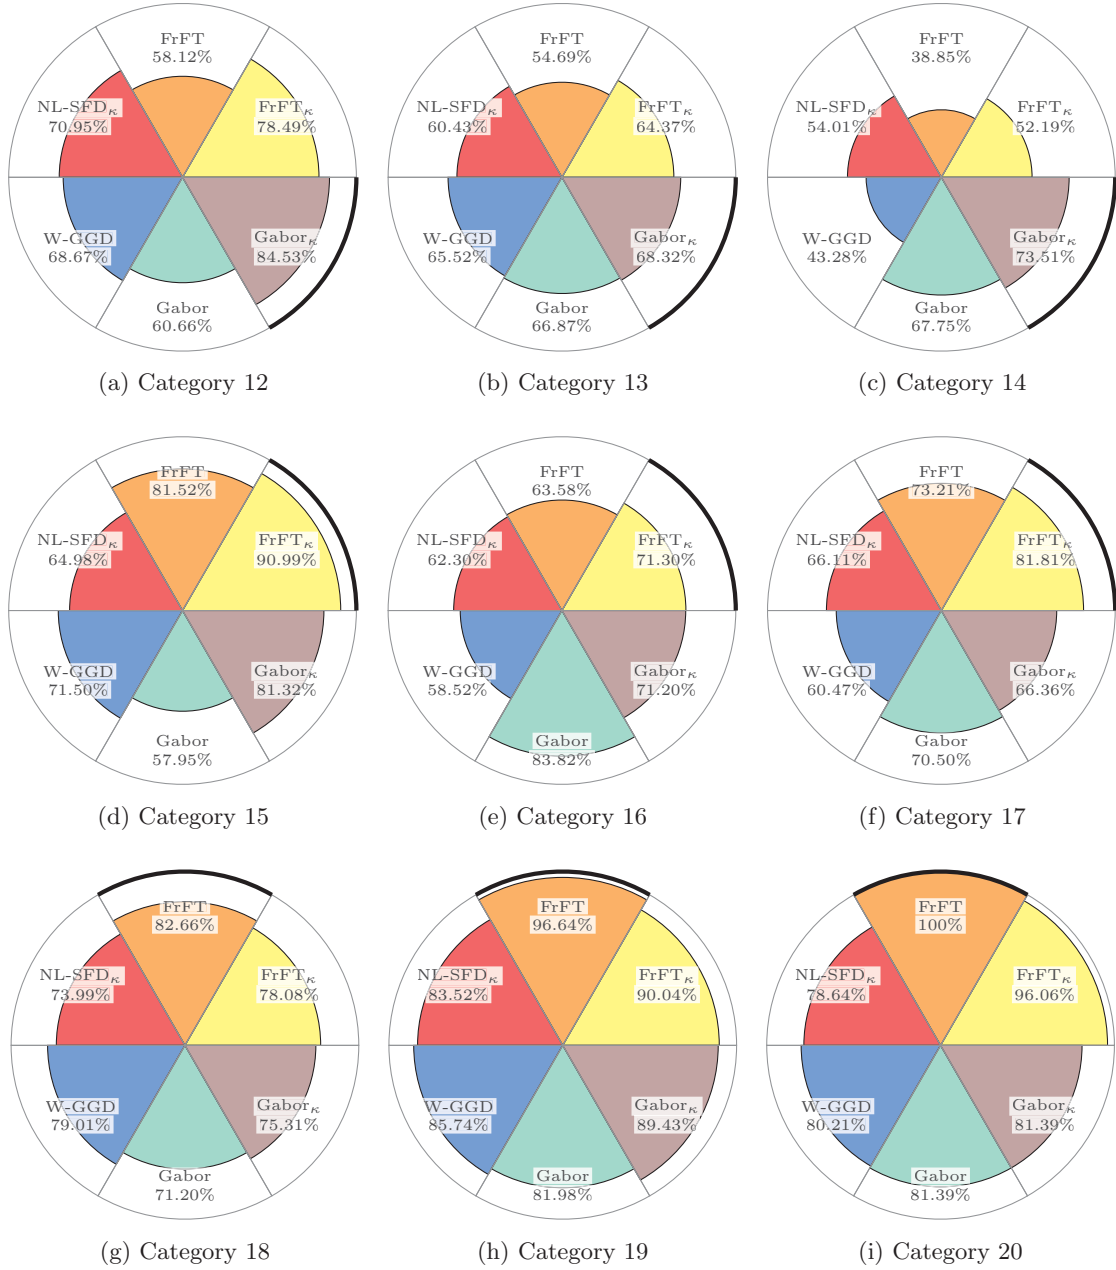 FrFT
58.12%
NL-SFDκ
70.95%
FrFTκ
78.49%
W-GGD
68.67%
Gaborκ
84.53%
Gabor
60.66%
(a) Category 12
FrFT
54.69%
NL-SFDκ
60.43%
FrFTκ
64.37%
W-GGD
65.52%
Gaborκ
68.32%
Gabor
66.87%
(b) Category 13
FrFT
38.85%
NL-SFDκ
54.01%
FrFTκ
52.19%
W-GGD
43.28%
Gaborκ
73.51%
Gabor
67.75%
(c) Category 14
FrFT
81.52%
NL-SFDκ
64.98%
FrFTκ
90.99%
W-GGD
71.50%
Gaborκ
81.32%
Gabor
57.95%
(d) Category 15
FrFT
63.58%
NL-SFDκ
62.30%
FrFTκ
71.30%
W-GGD
58.52%
Gaborκ
71.20%
Gabor
83.82%
(e) Category 16
FrFT
73.21%
NL-SFDκ
66.11%
FrFTκ
81.81%
W-GGD
60.47%
Gaborκ
66.36%
Gabor
70.50%
(f) Category 17
FrFT
82.66%
NL-SFDκ
73.99%
FrFTκ
78.08%
W-GGD
79.01%
Gaborκ
75.31%
Gabor
71.20%
(g) Category 18
FrFT
96.64%
NL-SFDκ
83.52%
FrFTκ
90.04%
W-GGD
85.74%
Gaborκ
89.43%
Gabor
81.98%
(h) Category 19
FrFT
100%
NL-SFDκ
78.64%
FrFTκ
96.06%
W-GGD
80.21%
Gaborκ
81.39%
Gabor
81.39%
(i) Category 20